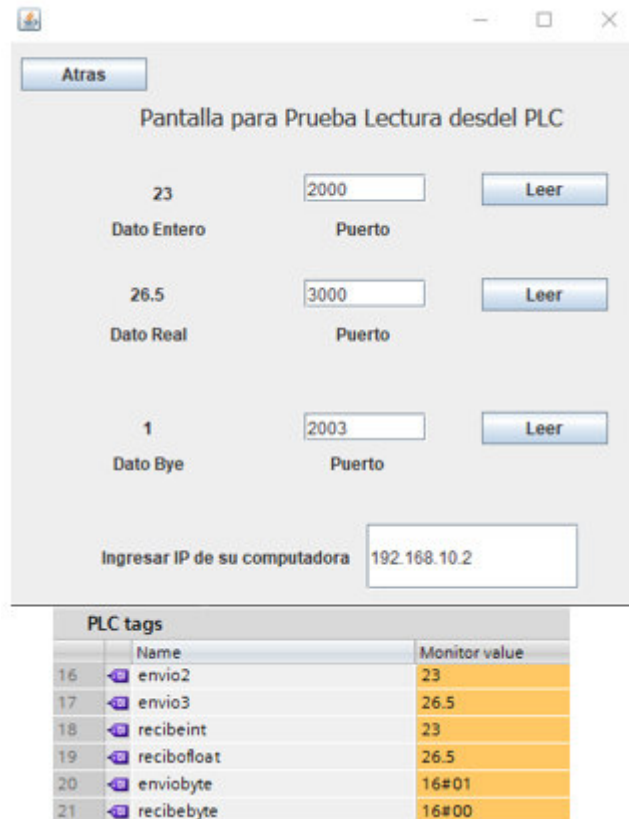 Atras
Pantalla para Prueba Lectura desdel PLC
23 2000 Leer
Dato Entero Puerto
26.5 3000 Leer
Dato Real Puerto
1 2003 Leer
Dato Bye Puerto
Ingresar IP de su computadora 192.168.10.2
PLC tags
Name Monitor value
16 envio2 23
17 envio3 26.5
18 recibeint 23
19 recibofloat 26.5
20 enviobyte 16#01
21 recibebyte 16#00